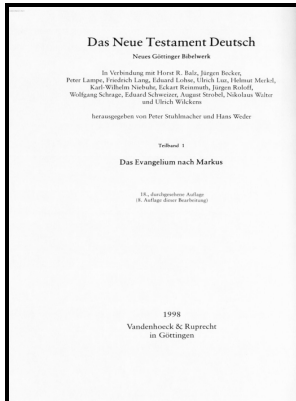 Das Neue Testament Deutsch
Neues Göttinger Bibelwerk
In Verbindung mit Horst R. Balz, Jürgen Becker,
Peter Lampe, Friedrich Lang, Eduard Lohse, Ulrich Luz, Helmut Merkel,
Karl-Wilhelm Niebuhr, Eckart Reinmuth, Jürgen Roloff,
Wolfgang Schrage, Eduard Schweizer, August Strobel, Nikolaus Walter
und Ulrich Wilckens
herausgegeben von Peter Stuhlmacher und Hans Weder
Teilband 1
Das Evangelium nach Markus
18., durchgesehene Auflage
(8. Auflage dieser Bearbeitung)
1998
Vandenhoeck & Ruprecht
in Göttingen